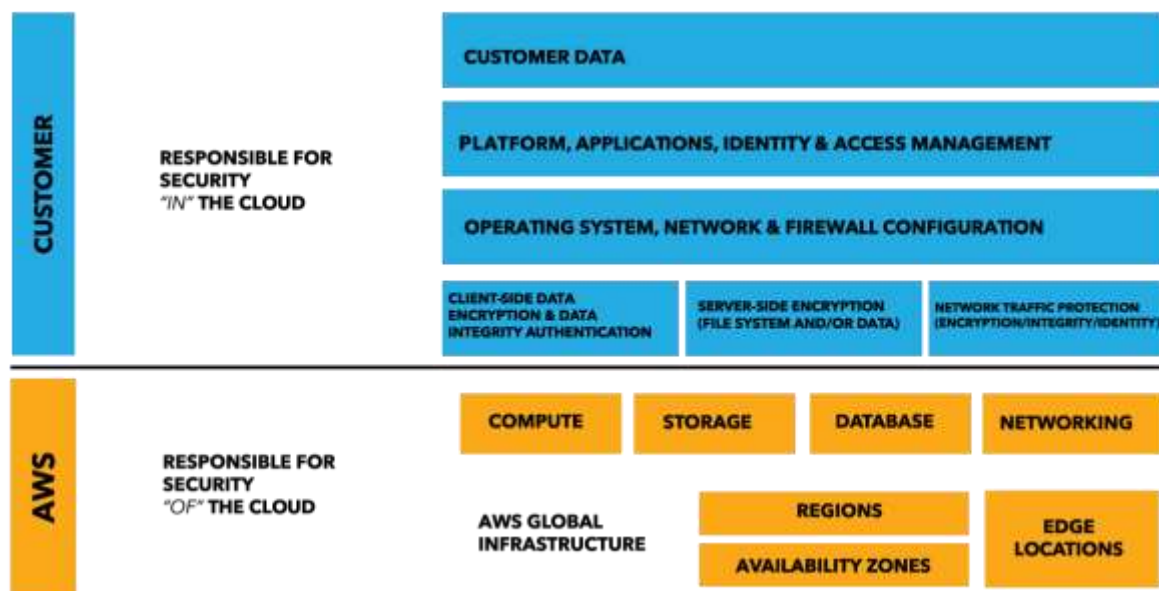 CUSTOMER
RESPONSIBLE FOR
SECURITY
"IN" THE CLOUD
CUSTOMER DATA
PLATFORM, APPLICATIONS, IDENTITY & ACCESS MANAGEMENT
OPERATING SYSTEM, NETWORK & FIREWALL CONFIGURATION
CLIENT-SIDE DATA
ENCRYPTION & DATA
INTEGRITY AUTHENTICATION
SERVER-SIDE ENCRYPTION
(FILE SYSTEM AND/OR DATA)
NETWORK TRAFFIC PROTECTION
(ENCRYPTION/INTEGRITY/IDENTITY)
AWS
RESPONSIBLE FOR
SECURITY
"OF" THE CLOUD
COMPUTE
STORAGE
DATABASE
NETWORKING
AWS GLOBAL
INFRASTRUCTURE
REGIONS
AVAILABILITY ZONES
EDGE
LOCATIONS